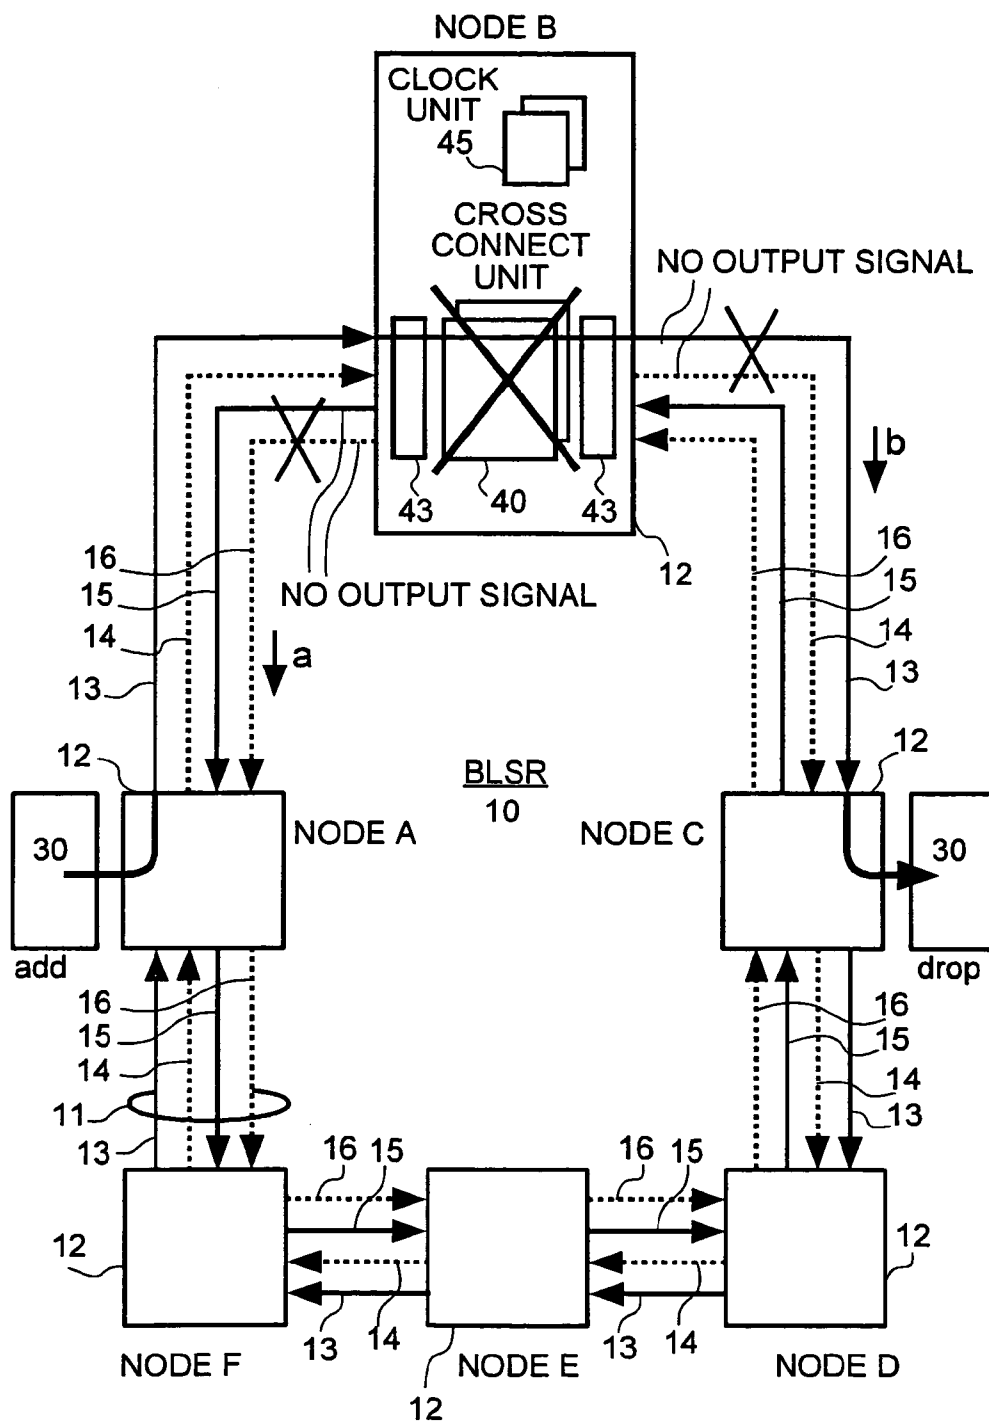 NODE B
CLOCK
UNIT
45
CROSS
CONNECT
UNIT
NO OUTPUT SIGNAL
b
43
40
43
12
16
15
14
13
NO OUTPUT SIGNAL
a
16
15
14
13
12
12
BLSR
10
30
NODE A
NODE C
30
add
drop
16
15
14
11
13
16
15
14
13
16
15
16
15
12
12
13
14
13
14
12
NODE F
NODE E
NODE D